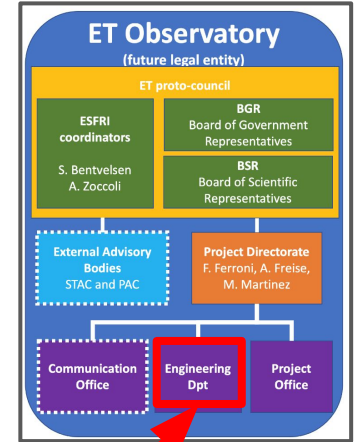 ET Observatory
(future legal entity)
ET proto-council
ESFRI
coordinators
S. Bentvelsen
A. Zoccoli
BGR
Board of Government
Representatives
BSR
Board of Scientific
Representatives
External Advisory
Bodies
STAC and PAC
Project Directorate
F. Ferroni, A. Freise,
M. Martinez
Communication
Office
Engineering
Dpt
Project
Office